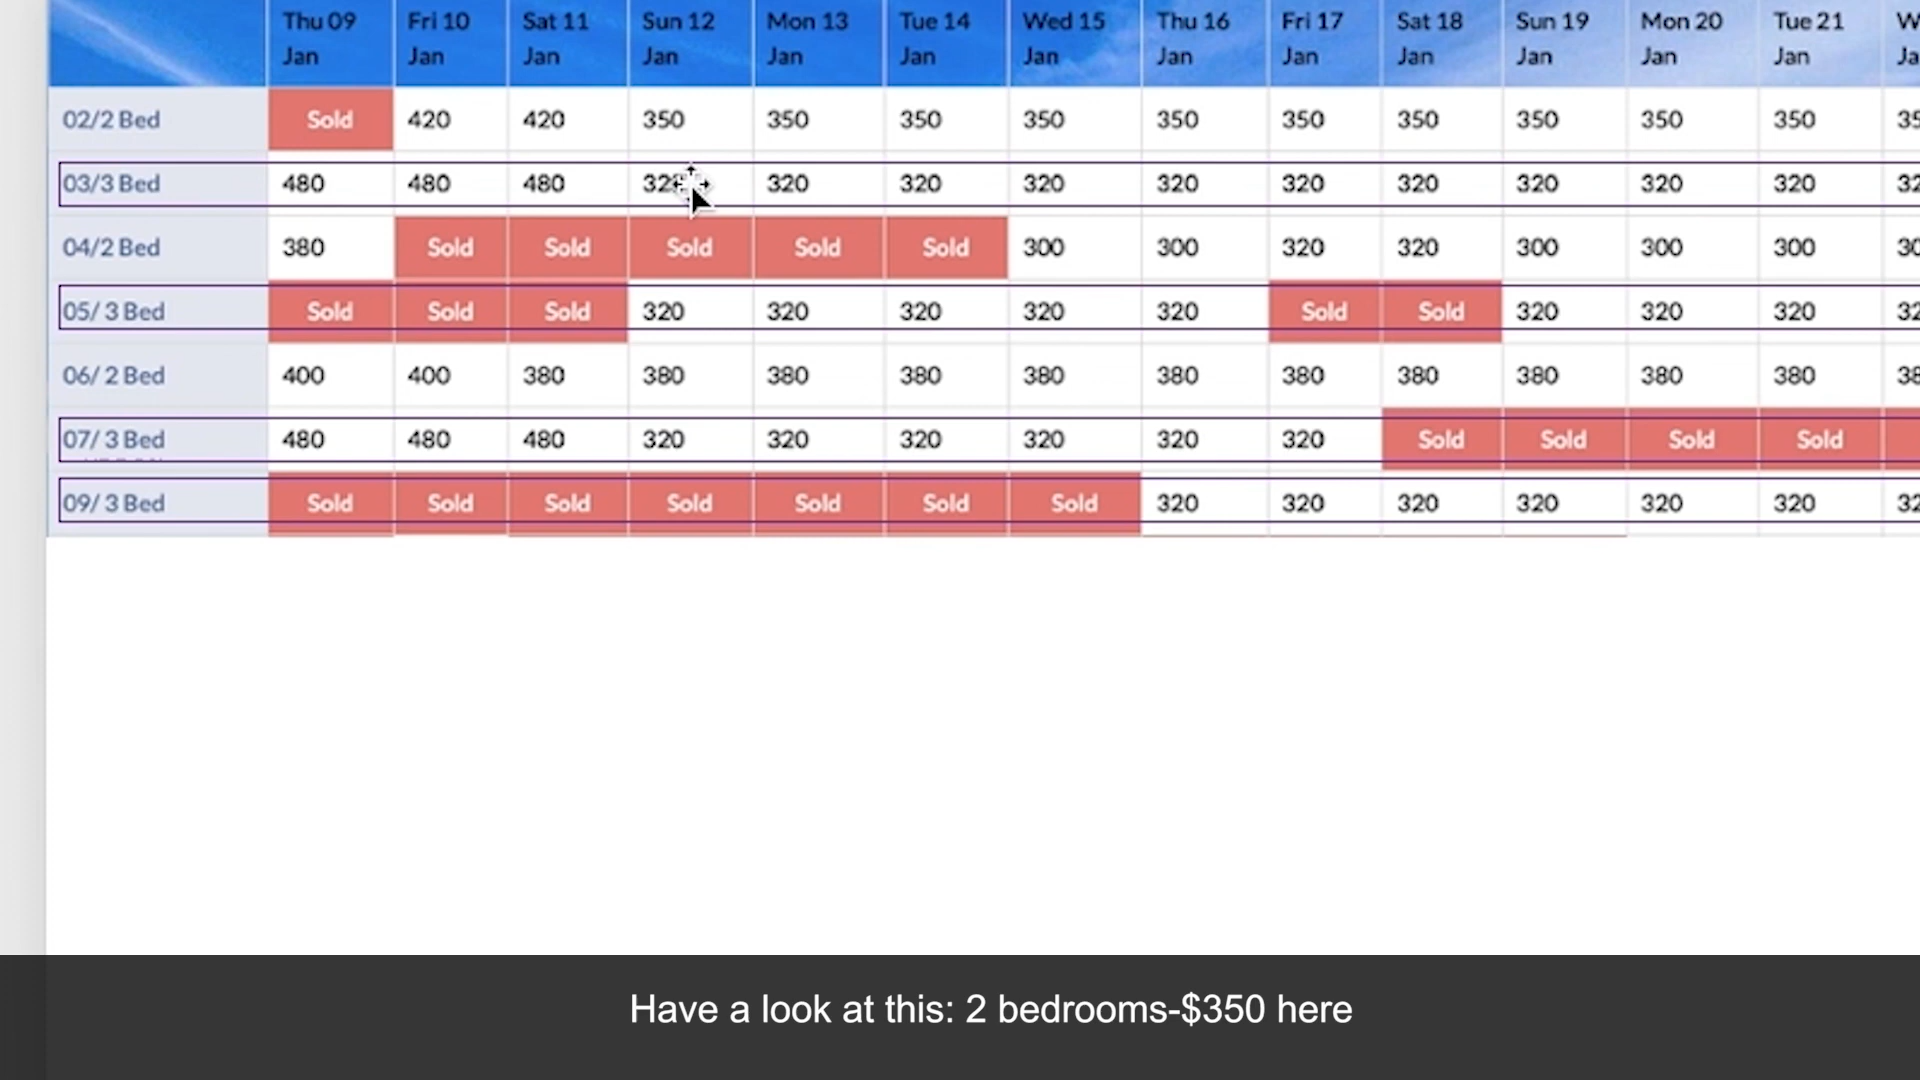 Thu 09 Jan Fri 10 Jan Sat 11 Jan Sun 12 Jan Mon 13 Jan Tue 14 Jan Wed 15 Jan Thu 16 Jan Fri 17 Jan Sat 18 Jan Sun 19 Jan Mon 20 Jan Tue 21 Jan
02/2 Bed Sold 420 420 350 350 350 350 350 350 350 350 350 350
03/3 Bed 480 480 480 320 320 320 320 320 320 320 320 320
04/2 Bed 380 Sold Sold Sold Sold Sold 300 300 320 320 300 300 300
05/ 3 Bed Sold Sold Sold 320 320 320 320 320 Sold Sold 320 320 320
06/ 2 Bed 400 400 380 380 380 380 380 380 380 380 380 380 380
07/ 3 Bed 480 480 480 320 320 320 320 320 320 Sold Sold Sold Sold
09/ 3 Bed Sold Sold Sold Sold Sold Sold Sold 320 320 320 320 320 320
Have a look at this: 2 bedrooms-$350 here